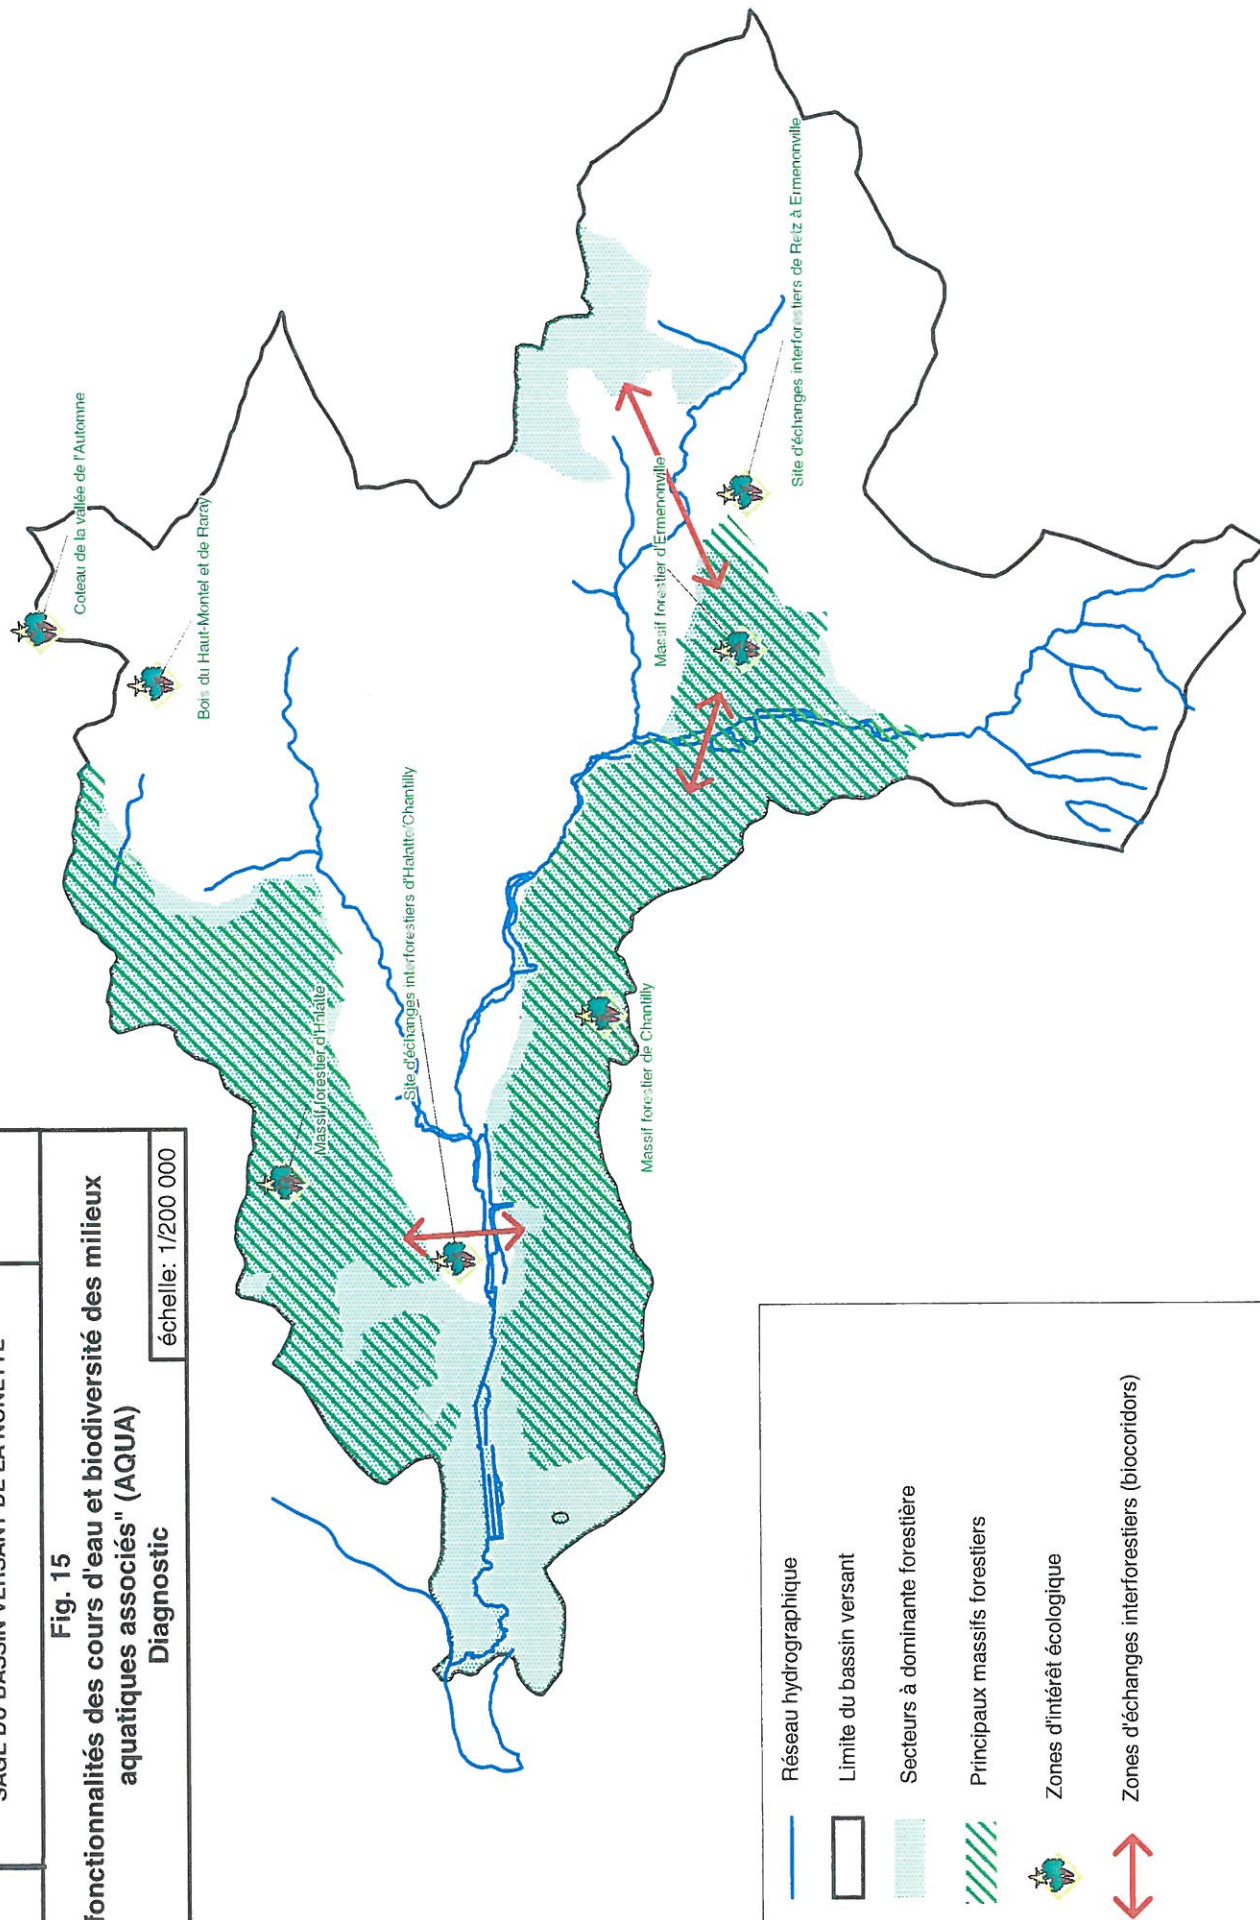 SAGE DU BASSIN VERSANT DE LA NONETTE
Fig. 15
fonctionnalités des cours d'eau et biodiversité des milieux
aquatiques associés" (AQUA)
Diagnostic
échelle: 1/200 000
Coteau de la vallée de l'Automne
Bois du Haut-Montel et de Raray
Massif forestier d'Halatte
Site d'échanges interforestiers d'Halatte/Chantilly
Massif forestier de Chantilly
Massif forestier d'Ermenonville
Site d'échanges interforestiers de Retz à Ermenonville
Réseau hydrographique
Limite du bassin versant
Secteurs à dominante forestière
Principaux massifs forestiers
Zones d'intérêt écologique
Zones d'échanges interforestiers (biocoridors)